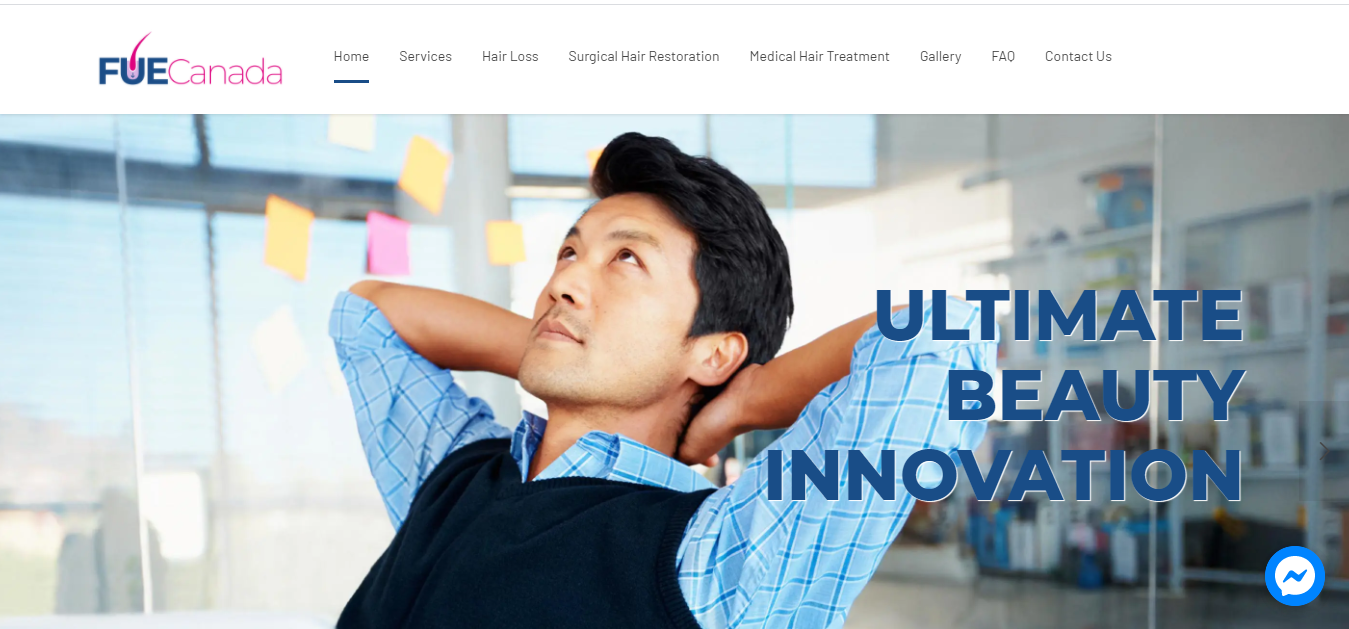 FUECanada
Home Services Hair Loss Surgical Hair Restoration Medical Hair Treatment Gallery FAQ Contact Us
ULTIMATE
BEAUTY
INNOVATION